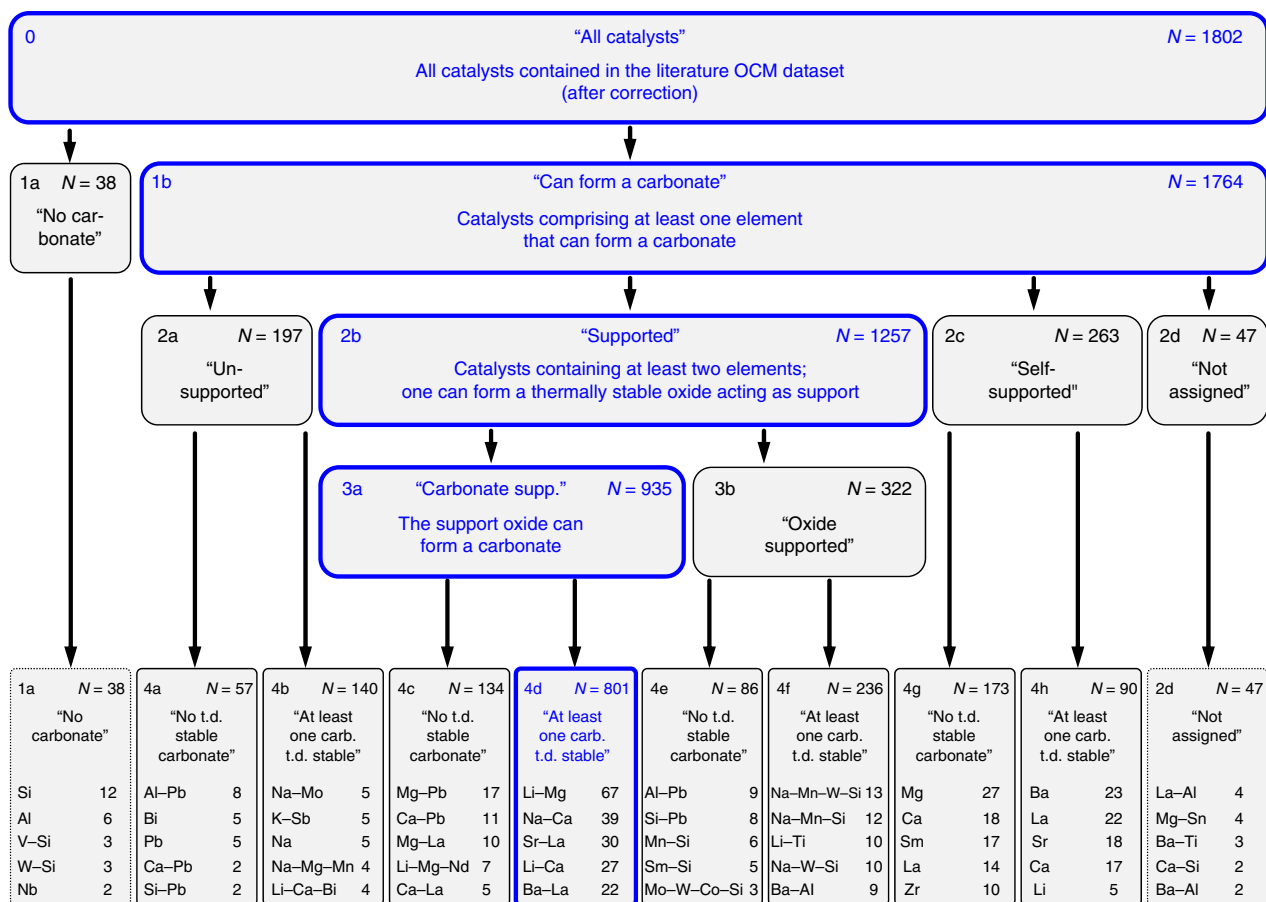 0 “All catalysts” N = 1802
All catalysts contained in the literature OCM dataset
(after correction)
1a N = 38
“No car-
bonate”
1b “Can form a carbonate” N = 1764
Catalysts comprising at least one element
that can form a carbonate
2a N = 197
“Un-
supported”
2b “Supported” N = 1257
Catalysts containing at least two elements;
one can form a thermally stable oxide acting as support
2c N = 263
“Self-
supported"
2d N = 47
“Not
assigned”
3a “Carbonate supp.” N = 935
The support oxide can
form a carbonate
3b N = 322
“Oxide
supported”
1a N = 38
“No
carbonate”
Si 12
Al 6
V–Si 3
W–Si 3
Nb 2
4a N = 57
“No t.d.
stable
carbonate”
Al–Pb 8
Bi 5
Pb 5
Ca–Pb 2
Si–Pb 2
4b N = 140
“At least
one carb.
t.d. stable”
Na–Mo 5
K–Sb 5
Na 5
Na–Mg–Mn 4
Li–Ca–Bi 4
4c N = 134
“No t.d.
stable
carbonate”
Mg–Pb 17
Ca–Pb 11
Mg–La 10
Li–Mg–Nd 7
Ca–La 5
4d N = 801
“At least
one carb.
t.d. stable”
Li–Mg 67
Na–Ca 39
Sr–La 30
Li–Ca 27
Ba–La 22
4e N = 86
“No t.d.
stable
carbonate”
Al–Pb 9
Si–Pb 8
Mn–Si 6
Sm–Si 5
Mo–W–Co–Si 3
4f N = 236
“At least
one carb.
t.d. stable”
Na–Mn–W–Si 13
Na–Mn–Si 12
Li–Ti 10
Na–W–Si 10
Ba–Al 9
4g N = 173
“No t.d.
stable
carbonate”
Mg 27
Ca 18
Sm 17
La 14
Zr 10
4h N = 90
“At least
one carb.
t.d. stable”
Ba 23
La 22
Sr 18
Ca 17
Li 5
2d N = 47
“Not
assigned”
La–Al 4
Mg–Sn 4
Ba–Ti 3
Ca–Si 2
Ba–Al 2